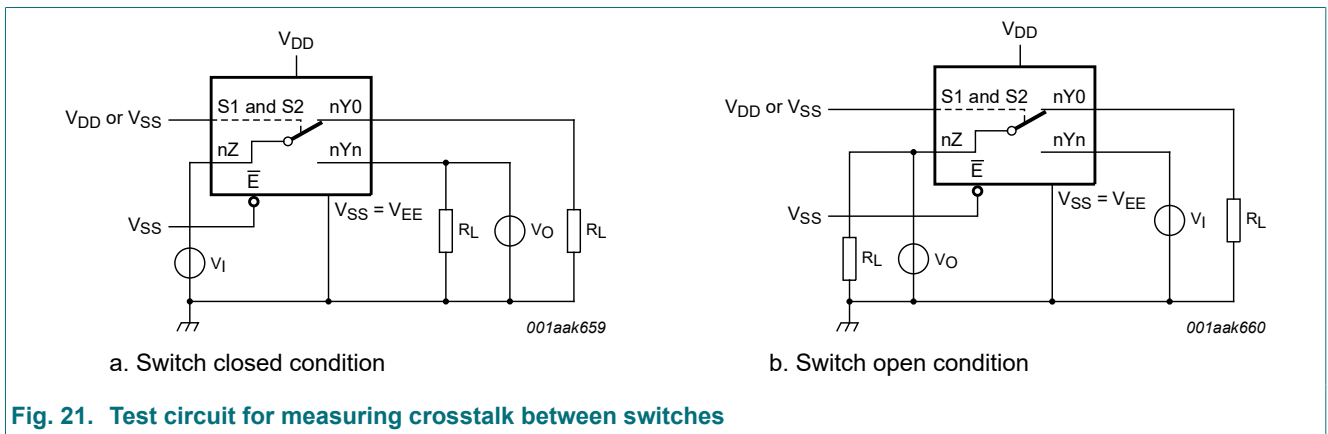 VDD
S1 and S2
nY0
VDD or VSS
nZ
nYn
E
VSS = VEE
VSS
RL
VO
RL
VI
001aak659
a. Switch closed condition
VDD
S1 and S2
nY0
VDD or VSS
nZ
nYn
E
VSS = VEE
VSS
VI
RL
RL
VO
001aak660
b. Switch open condition
Fig. 21. Test circuit for measuring crosstalk between switches